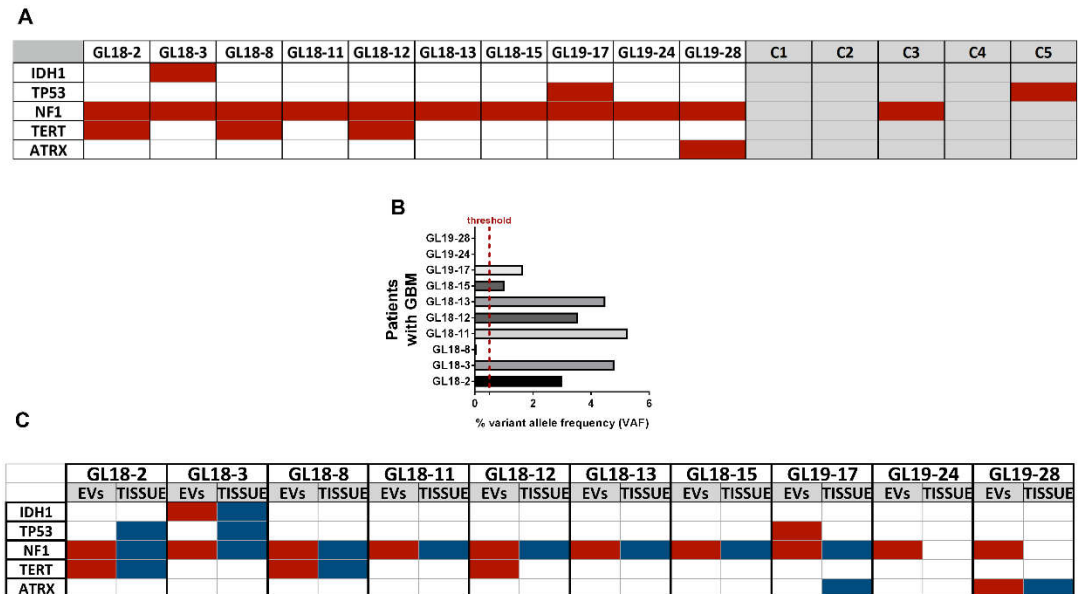 A
GL18-2 GL18-3 GL18-8 GL18-11 GL18-12 GL18-13 GL18-15 GL19-17 GL19-24 GL19-28 C1 C2 C3 C4 C5
IDH1
TP53
NF1
TERT
ATRX
B
threshold
GL19-28
GL19-24
GL19-17
GL18-15
GL18-13
GL18-12
GL18-11
GL18-8
GL18-3
GL18-2
Patients
with GBM
0 2 4 6
% variant allele frequency (VAF)
C
GL18-2 GL18-3 GL18-8 GL18-11 GL18-12 GL18-13 GL18-15 GL19-17 GL19-24 GL19-28
EVs TISSUE EVs TISSUE EVs TISSUE EVs TISSUE EVs TISSUE EVs TISSUE EVs TISSUE EVs TISSUE EVs TISSUE EVs TISSUE
IDH1
TP53
NF1
TERT
ATRX